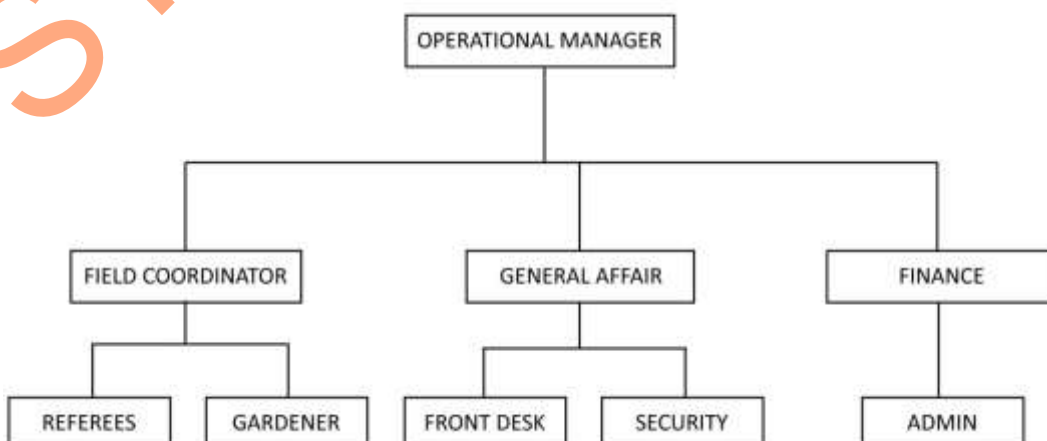 OPERATIONAL MANAGER
FIELD COORDINATOR
GENERAL AFFAIR
FINANCE
REFEREES
GARDENER
FRONT DESK
SECURITY
ADMIN